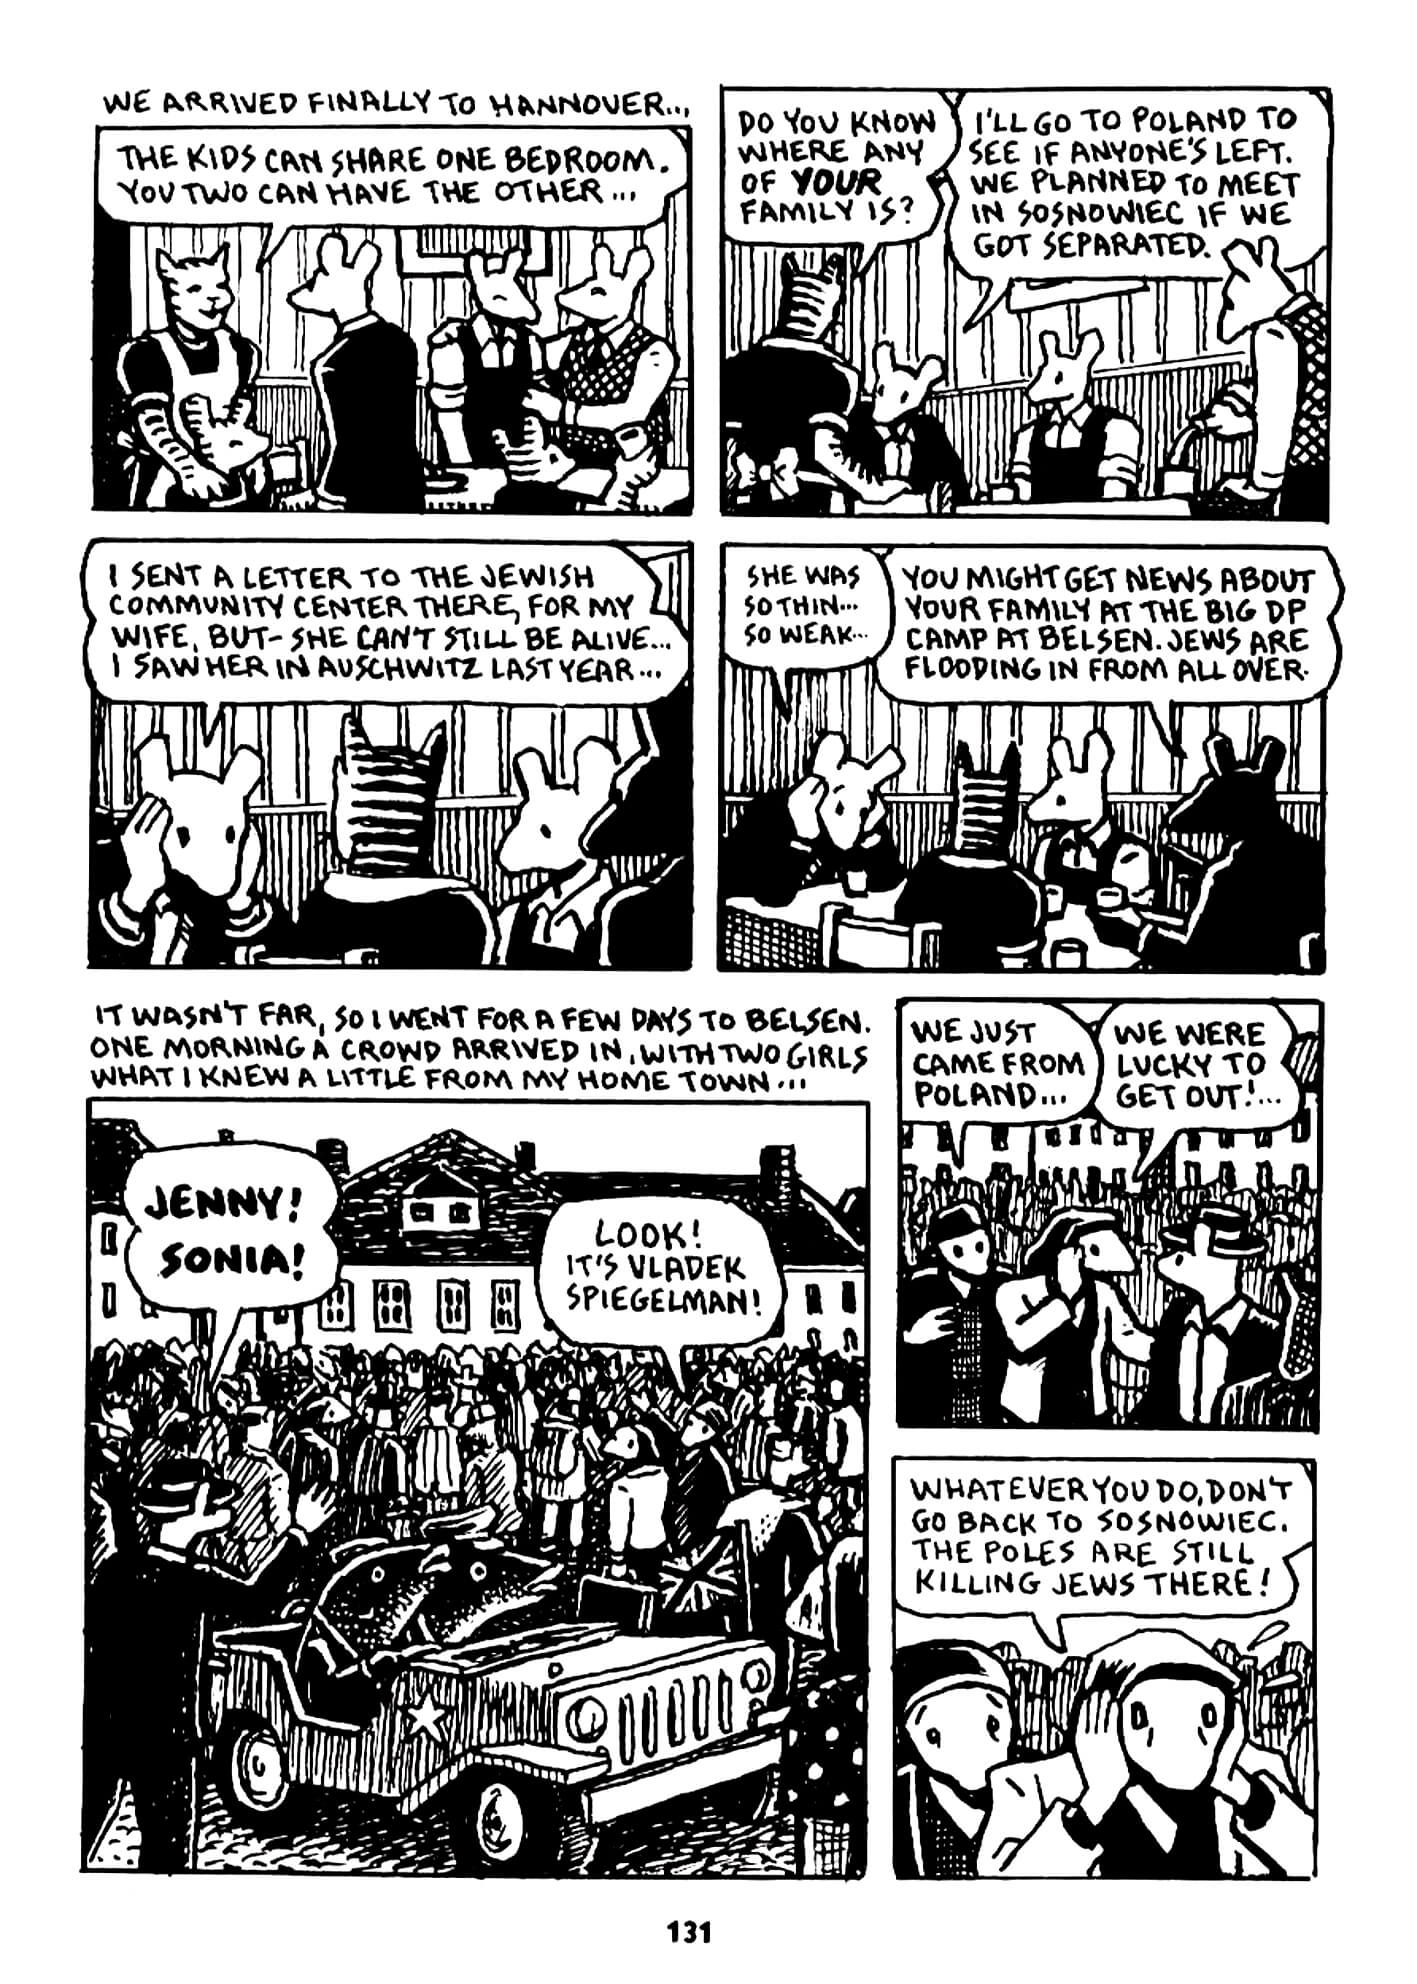 WE ARRIVED FINALLY TO HANNOVER...
THE KIDS CAN SHARE ONE BEDROOM.
YOU TWO CAN HAVE THE OTHER...
DO YOU KNOW
WHERE ANY
OF YOUR
FAMILY IS?
I'LL GO TO POLAND TO
SEE IF ANYONE'S LEFT.
WE PLANNED TO MEET
IN SOSNOWIEC IF WE
GOT SEPARATED.
I SENT A LETTER TO THE JEWISH
COMMUNITY CENTER THERE, FOR MY
WIFE, BUT- SHE CAN'T STILL BE ALIVE...
I SAW HER IN AUSCHWITZ LAST YEAR...
SHE WAS
SO THIN...
SO WEAK...
YOU MIGHT GET NEWS ABOUT
YOUR FAMILY AT THE BIG DP
CAMP AT BELSEN. JEWS ARE
FLOODING IN FROM ALL OVER.
IT WASN'T FAR, SO I WENT FOR A FEW DAYS TO BELSEN.
ONE MORNING A CROWD ARRIVED IN, WITH TWO GIRLS
WHAT I KNEW A LITTLE FROM MY HOME TOWN...
JENNY!
SONIA!
LOOK!
IT'S VLADEK
SPIEGELMAN!
WE JUST
CAME FROM
POLAND...
WE WERE
LUCKY TO
GET OUT!...
WHATEVER YOU DO, DON'T
GO BACK TO SOSNOWIEC.
THE POLES ARE STILL
KILLING JEWS THERE!
131